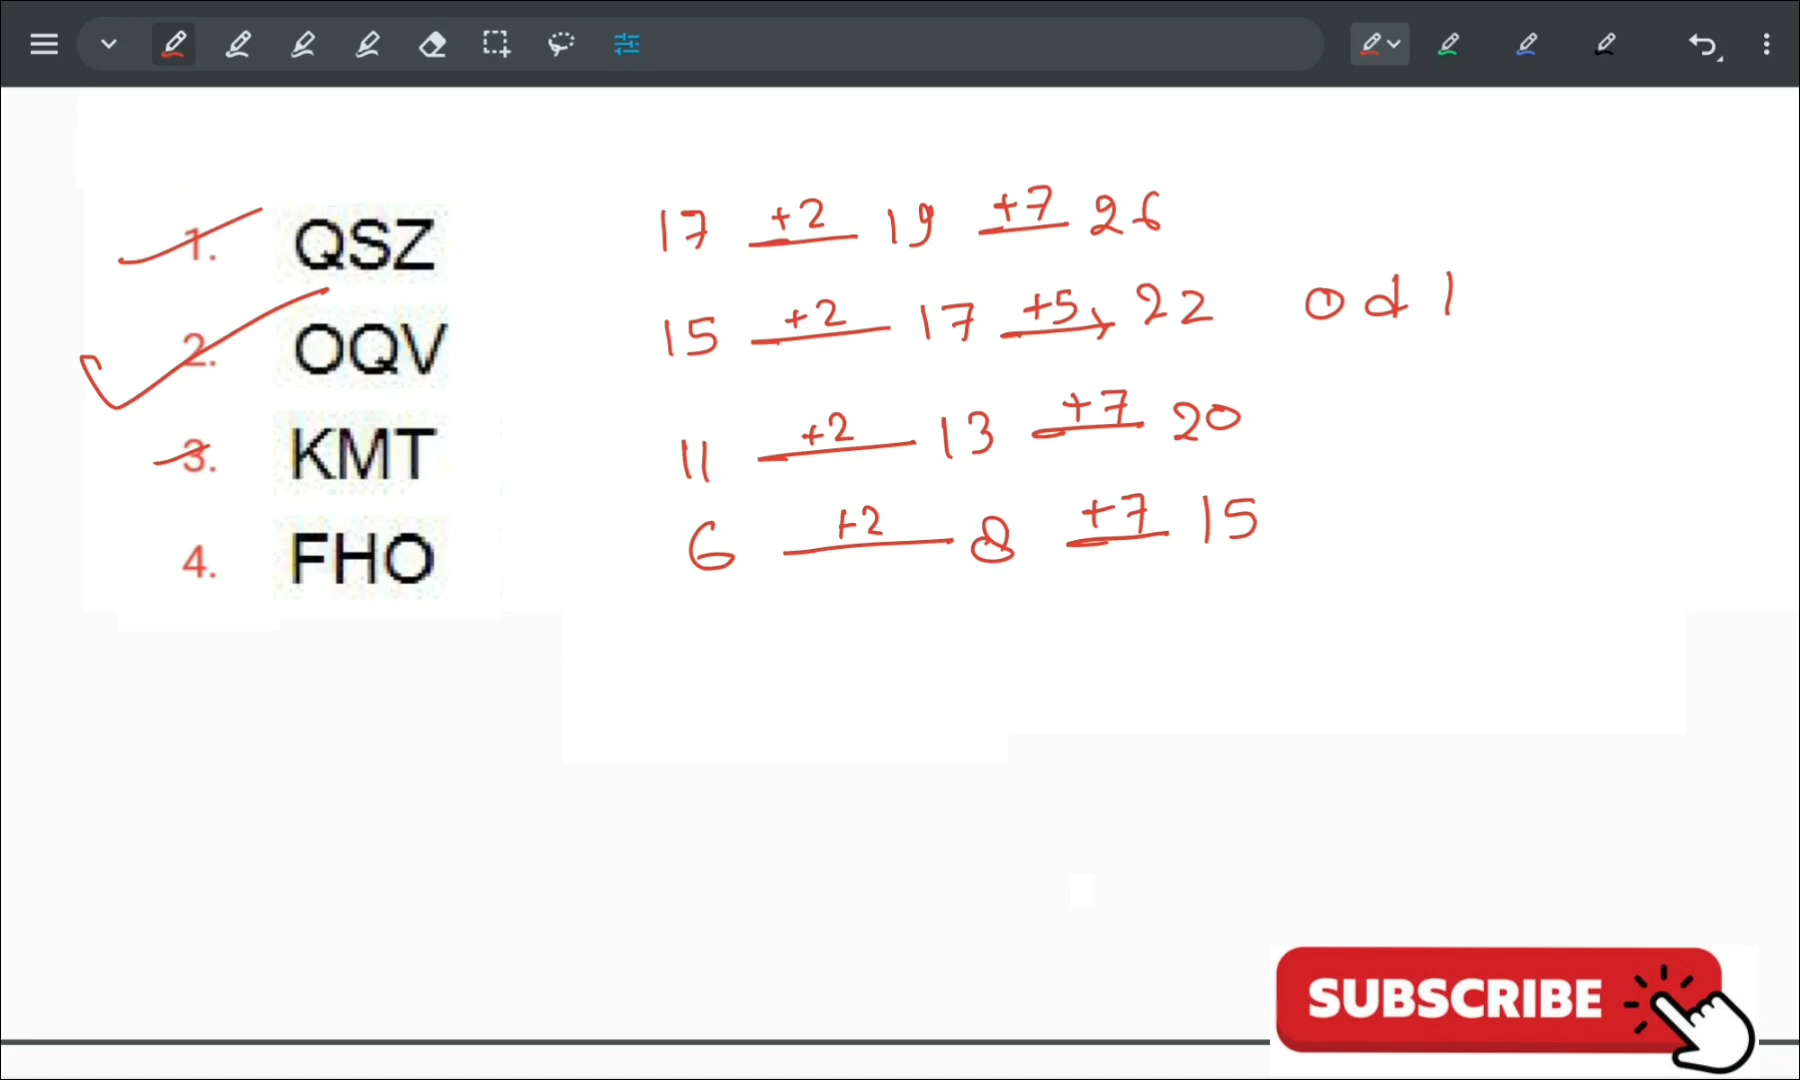 1. QSZ 17 +2 19 +7 26
2. OQV 15 +2 17 +5 22 odl
3. KMT 11 +2 13 +7 20
4. FHO 6 +2 8 +7 15
SUBSCRIBE